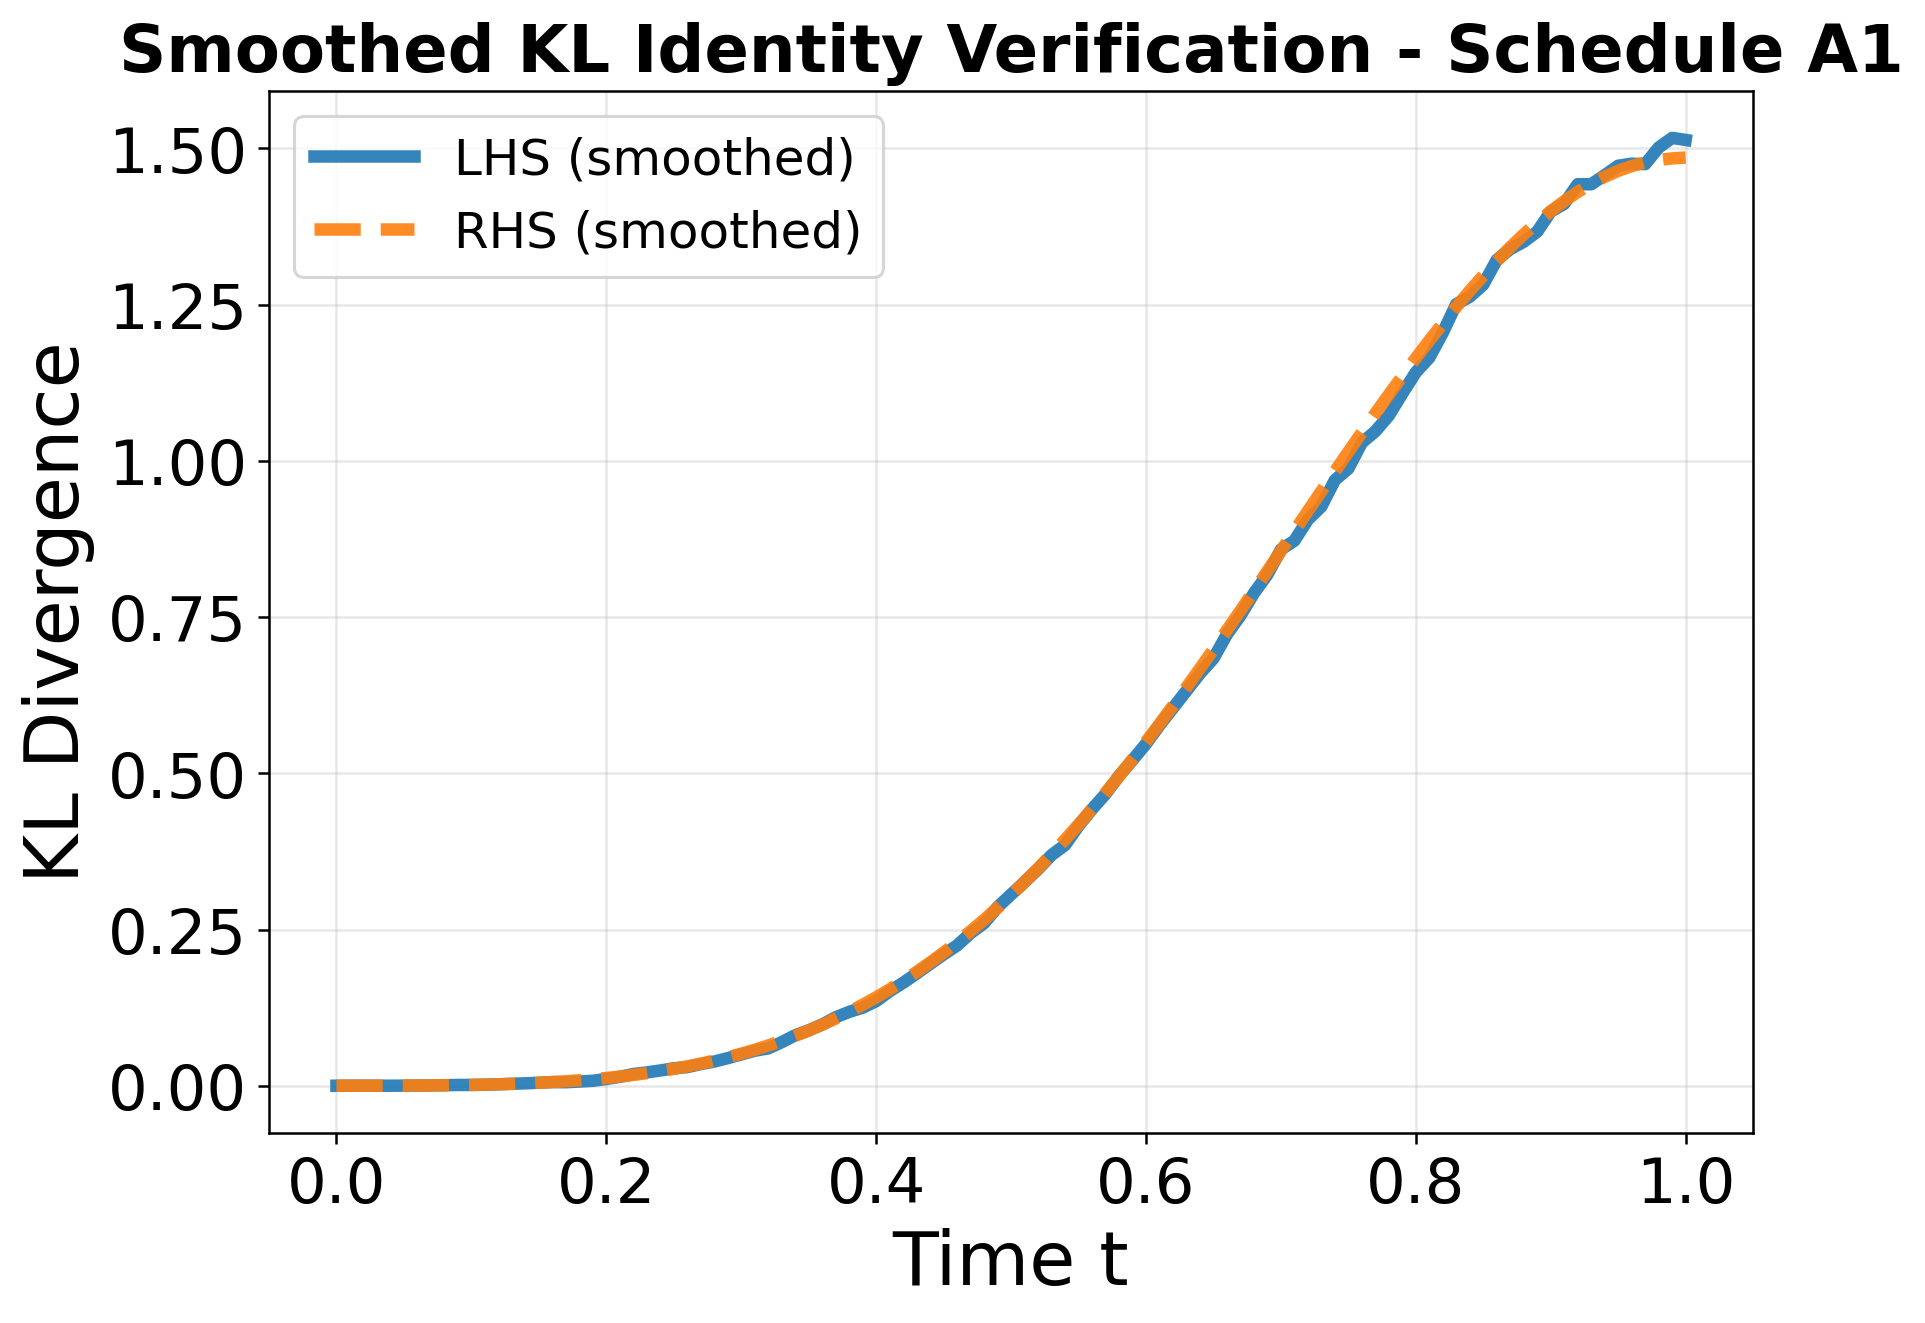 Smoothed KL Identity Verification - Schedule A1
LHS (smoothed)
RHS (smoothed)
KL Divergence
1.50
1.25
1.00
0.75
0.50
0.25
0.00
0.0 0.2 0.4 0.6 0.8 1.0
Time t